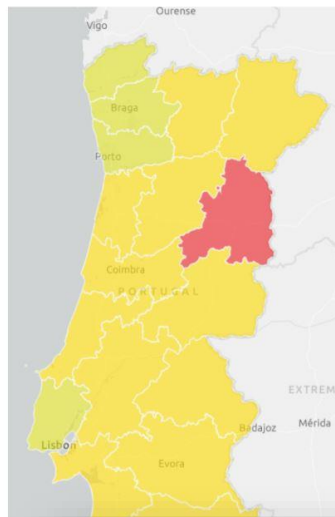 Ourense
Vigo
Braga
Porto
Coimbra
PORTUGAL
EXTREM
Mérida
Badajoz
Lisbon
Evora